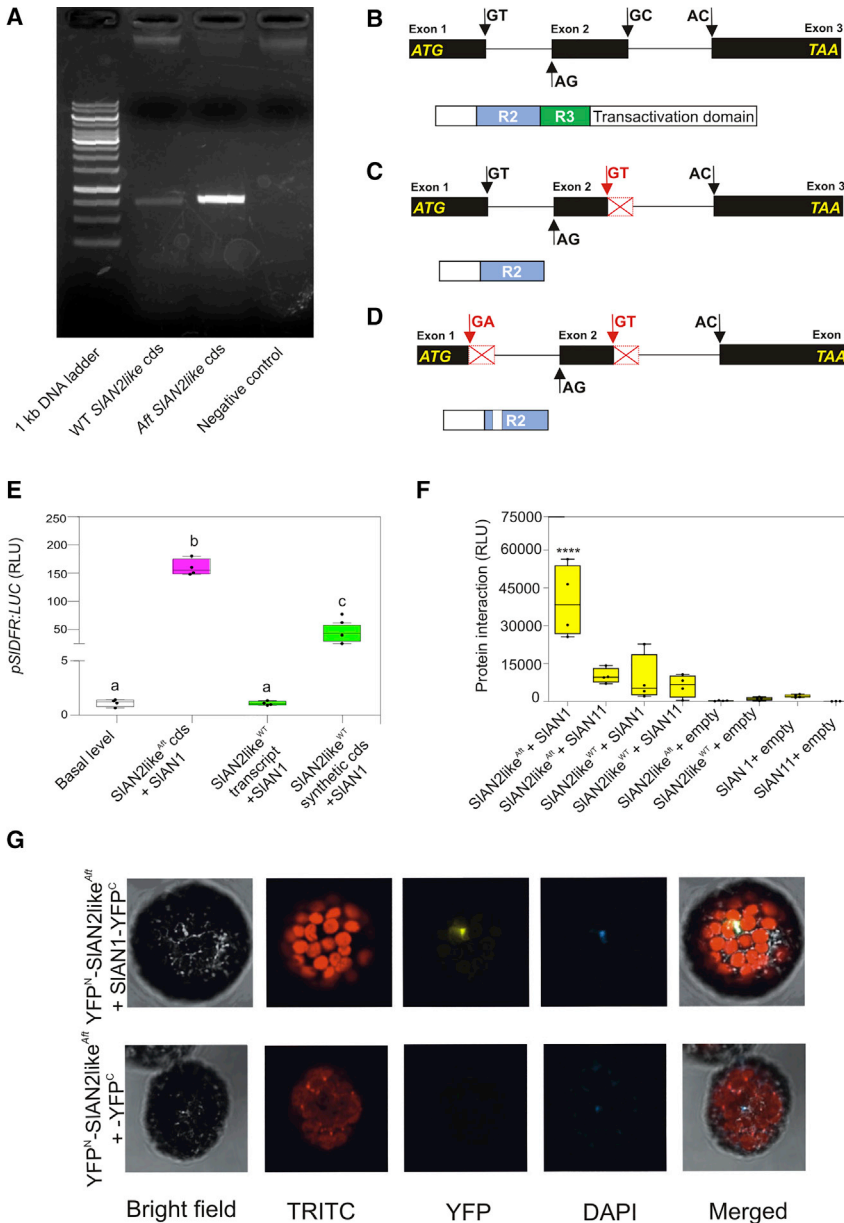 A
1 kb DNA ladder
WT SlAN2like cds
Aft SlAN2like cds
Negative control
B
Exon 1
GT
Exon 2
GC
AC
Exon 3
ATG
TAA
AG
R2
R3
Transactivation domain
C
Exon 1
GT
Exon 2
GT
AC
Exon 3
ATG
TAA
AG
R2
D
Exon 1
GA
Exon 2
GT
AC
Exon
ATG
TAA
AG
R2
E
pSlDFR:LUC (RLU)
250
200
150
100
50
5
0
a
b
a
c
Basal level
SlAN2like^Aft cds
+ SlAN1
SlAN2like^WT
transcript
+SlAN1
SlAN2like^WT
synthetic cds
+SlAN1
F
Protein interaction (RLU)
75000
60000
45000
30000
15000
0
****
SlAN2like^Aft + SlAN1
SlAN2like^Aft + SlAN11
SlAN2like^WT + SlAN1
SlAN2like^WT + SlAN11
SlAN2like^Aft + empty
SlAN2like^WT + empty
SlAN 1+ empty
SlAN11+ empty
G
YFP^N-SlAN2like^Aft
+ SlAN1-YFP^C
YFP^N-SlAN2like^Aft
+ -YFP^C
Bright field
TRITC
YFP
DAPI
Merged